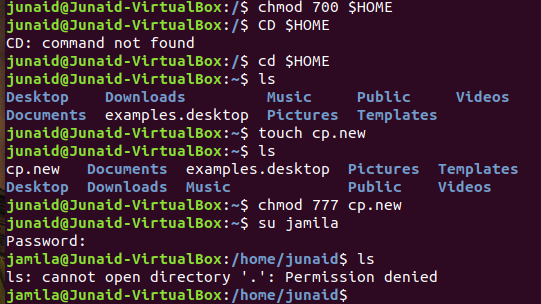 junaid@Junaid-VirtualBox:/$ chmod 700 $HOME
junaid@Junaid-VirtualBox:/$ CD $HOME
CD: command not found
junaid@Junaid-VirtualBox:/$ cd $HOME
junaid@Junaid-VirtualBox:~$ ls
Desktop Downloads Music Public Videos
Documents examples.desktop Pictures Templates
junaid@Junaid-VirtualBox:~$ touch cp.new
junaid@Junaid-VirtualBox:~$ ls
cp.new Documents examples.desktop Pictures Templates
Desktop Downloads Music Public Videos
junaid@Junaid-VirtualBox:~$ chmod 777 cp.new
junaid@Junaid-VirtualBox:~$ su jamila
Password:
jamila@Junaid-VirtualBox:/home/junaid$ ls
ls: cannot open directory '.': Permission denied
jamila@Junaid-VirtualBox:/home/junaid$